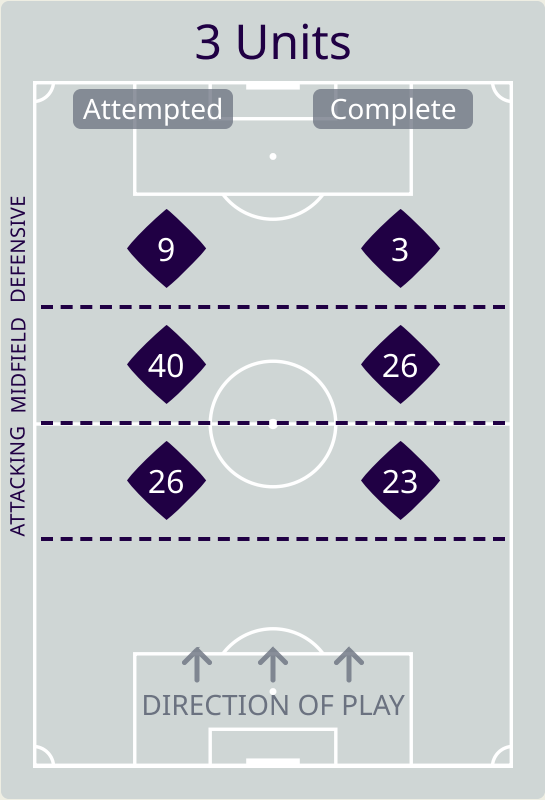 3 Units
Attempted
Complete
DEFENSIVE
9
3
MIDFIELD
40
26
ATTACKING
26
23
DIRECTION OF PLAY